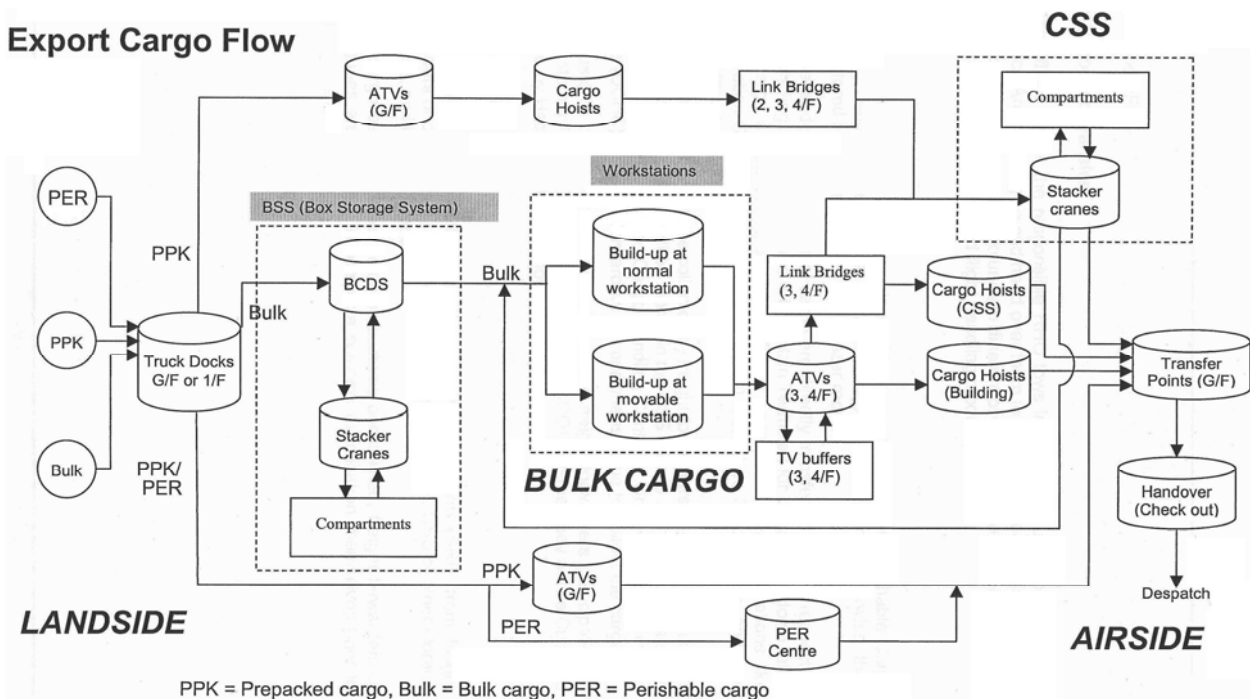 Export Cargo Flow
CSS
ATVs
(G/F)
Cargo
Hoists
Link Bridges
(2, 3, 4/F)
Compartments
Stacker
cranes
PER
PPK
Bulk
PPK
Truck Docks
G/F or 1/F
Bulk
PPK/
PER
BSS (Box Storage System)
BCDS
Stacker
Cranes
Compartments
Bulk
Workstations
Build-up at
normal
workstation
Build-up at
movable
workstation
BULK CARGO
Link Bridges
(3, 4/F)
ATVs
(3, 4/F)
TV buffers
(3, 4/F)
Cargo Hoists
(CSS)
Cargo Hoists
(Building)
Transfer
Points (G/F)
Handover
(Check out)
Despatch
PPK
ATVs
(G/F)
PER
PER
Centre
LANDSIDE
AIRSIDE
PPK = Prepacked cargo, Bulk = Bulk cargo, PER = Perishable cargo